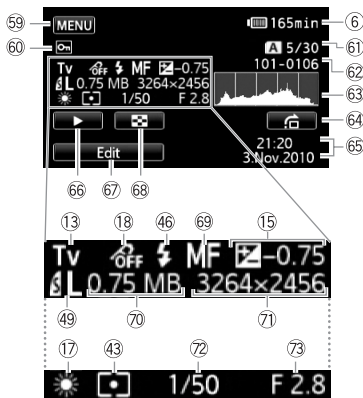 59 MENU 165min 6
60 A 5/30 61
Tv OFF MF -0.75 101-0106 62
L 0.75 MB 3264×2456 63
1/50 F 2.8
64
21:20 65
Edit 3.Nov.2010
66 67 68
13 18 46 69 15
Tv OFF MF -0.75
L 0.75 MB 3264×2456
49 70 71
17 43 72 73
1/50 F 2.8